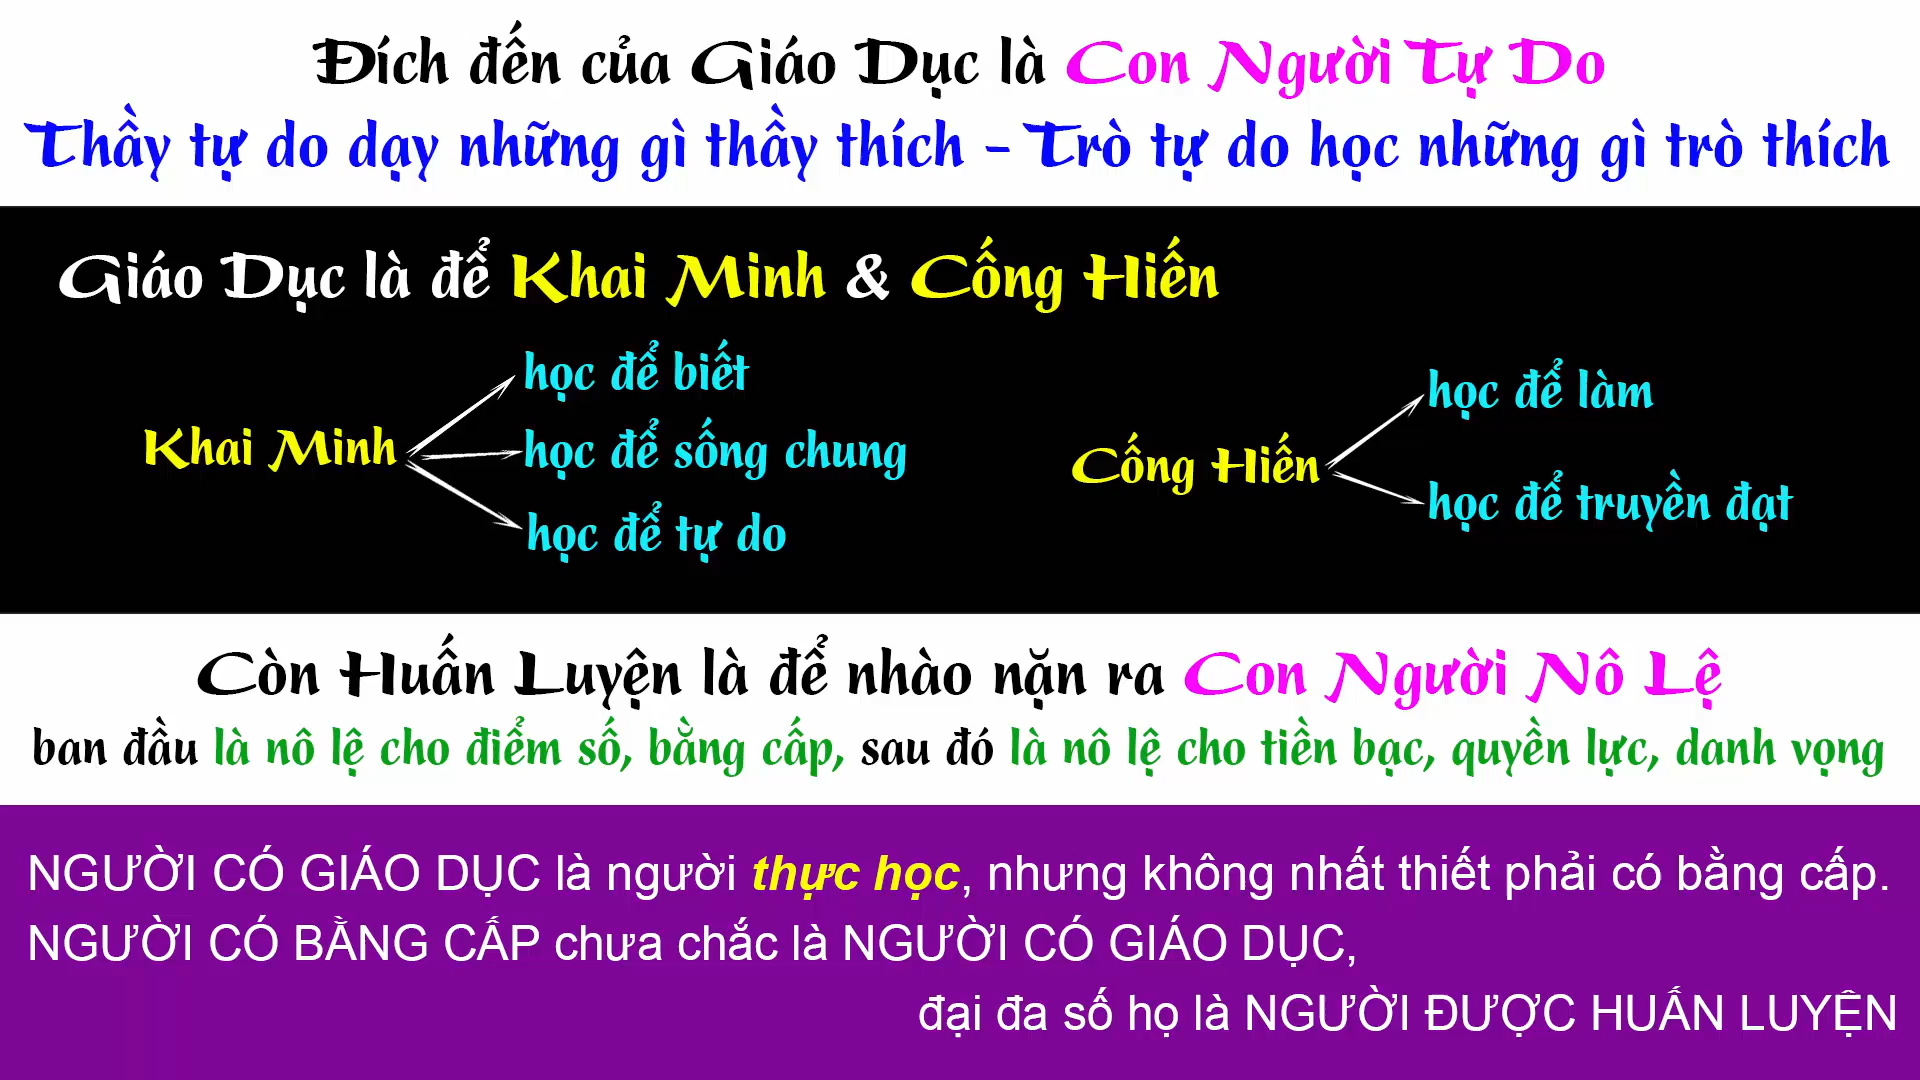 Đích đến của Giáo Dục là Con Người Tự Do
Thầy tự do dạy những gì thầy thích - Trò tự do học những gì trò thích
Giáo Dục là để Khai Minh & Cống Hiến
Khai Minh
học để biết
học để sống chung
học để tự do
Cống Hiến
học để làm
học để truyền đạt
Còn Huấn Luyện là để nhào nặn ra Con Người Nô Lệ
ban đầu là nô lệ cho điểm số, bằng cấp, sau đó là nô lệ cho tiền bạc, quyền lực, danh vọng
NGƯỜI CÓ GIÁO DỤC là người thực học, nhưng không nhất thiết phải có bằng cấp.
NGƯỜI CÓ BẰNG CẤP chưa chắc là NGƯỜI CÓ GIÁO DỤC,
đại đa số họ là NGƯỜI ĐƯỢC HUẤN LUYỆN